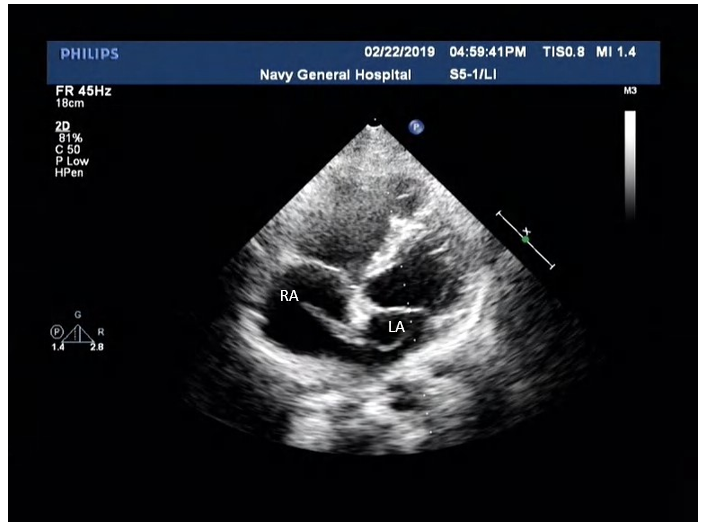 PHILIPS
02/22/2019 04:59:41PM TIS0.8 MI 1.4
Navy General Hospital S5-1/LI
FR 45Hz
18cm
M3
P
2D
81%
C 50
P Low
HPen
X
RA
LA
G
P R
1.4 2.8